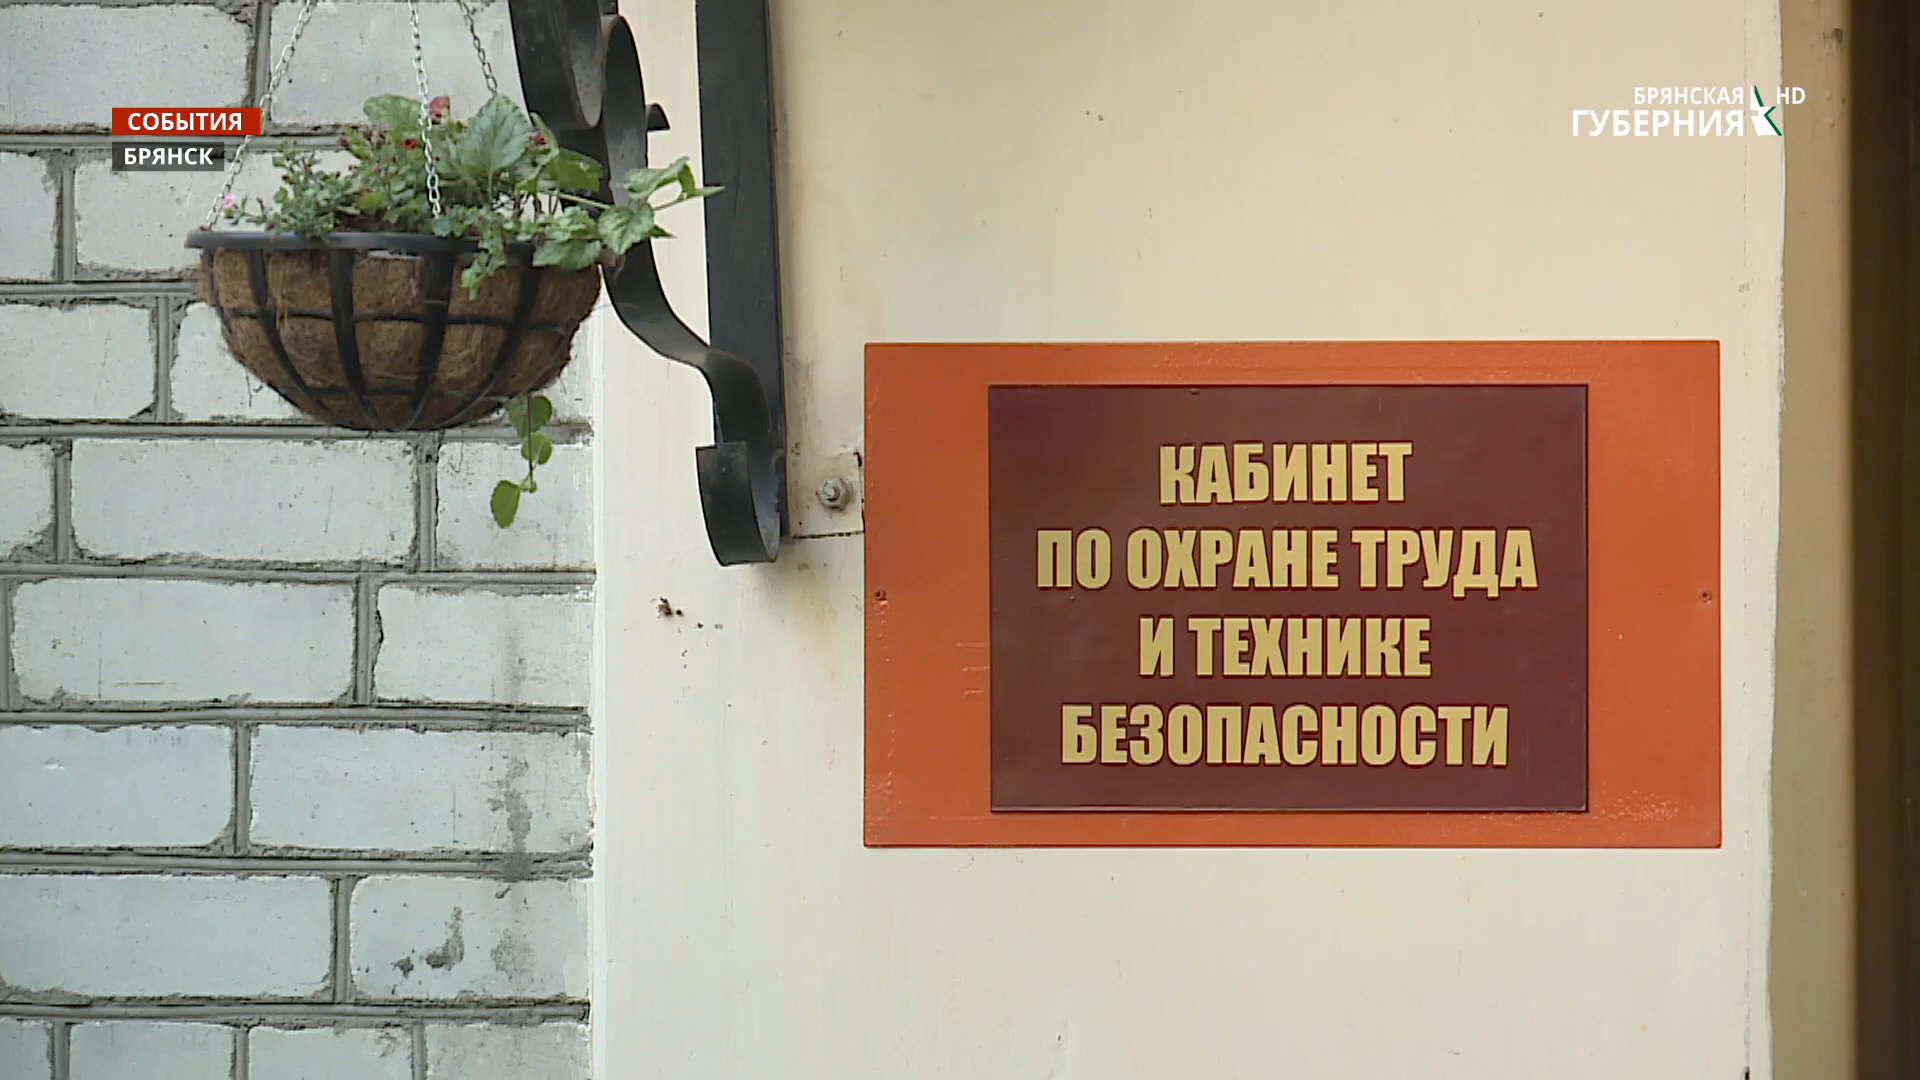 СОБЫТИЯ
БРЯНСК
БРЯНСКАЯ HD
ГУБЕРНИЯ
КАБИНЕТ
ПО ОХРАНЕ ТРУДА
И ТЕХНИКЕ
БЕЗОПАСНОСТИ